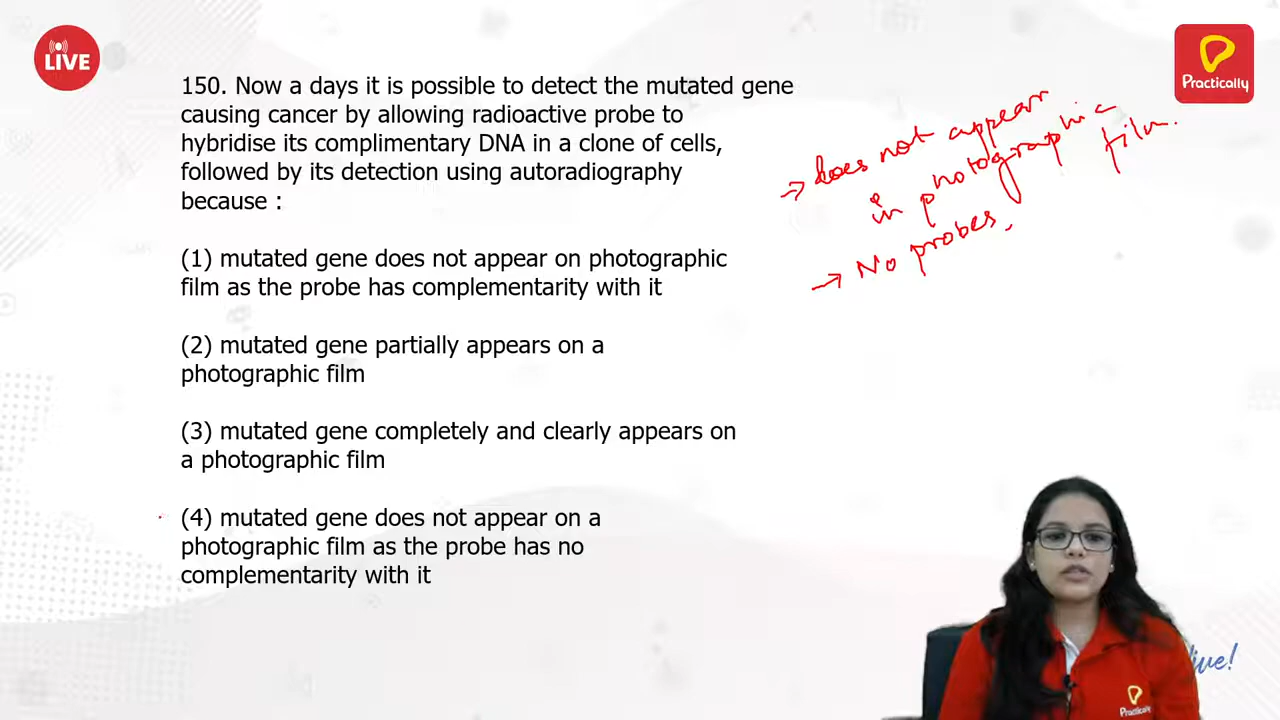 LIVE
Practically
150. Now a days it is possible to detect the mutated gene
causing cancer by allowing radioactive probe to
hybridise its complimentary DNA in a clone of cells,
followed by its detection using autoradiography
because :
(1) mutated gene does not appear on photographic
film as the probe has complementarity with it
(2) mutated gene partially appears on a
photographic film
(3) mutated gene completely and clearly appears on
a photographic film
(4) mutated gene does not appear on a
photographic film as the probe has no
complementarity with it
→ does not appear
in photographic
film.
→ No probes.
Practically
live!